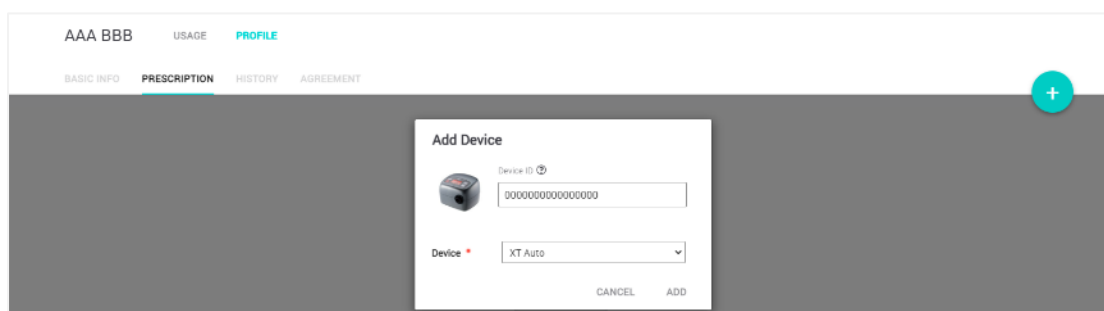 AAA BBB USAGE PROFILE
BASIC INFO PRESCRIPTION HISTORY AGREEMENT
+
Add Device
Device ID ?
0000000000000000
Device * XT Auto
CANCEL ADD